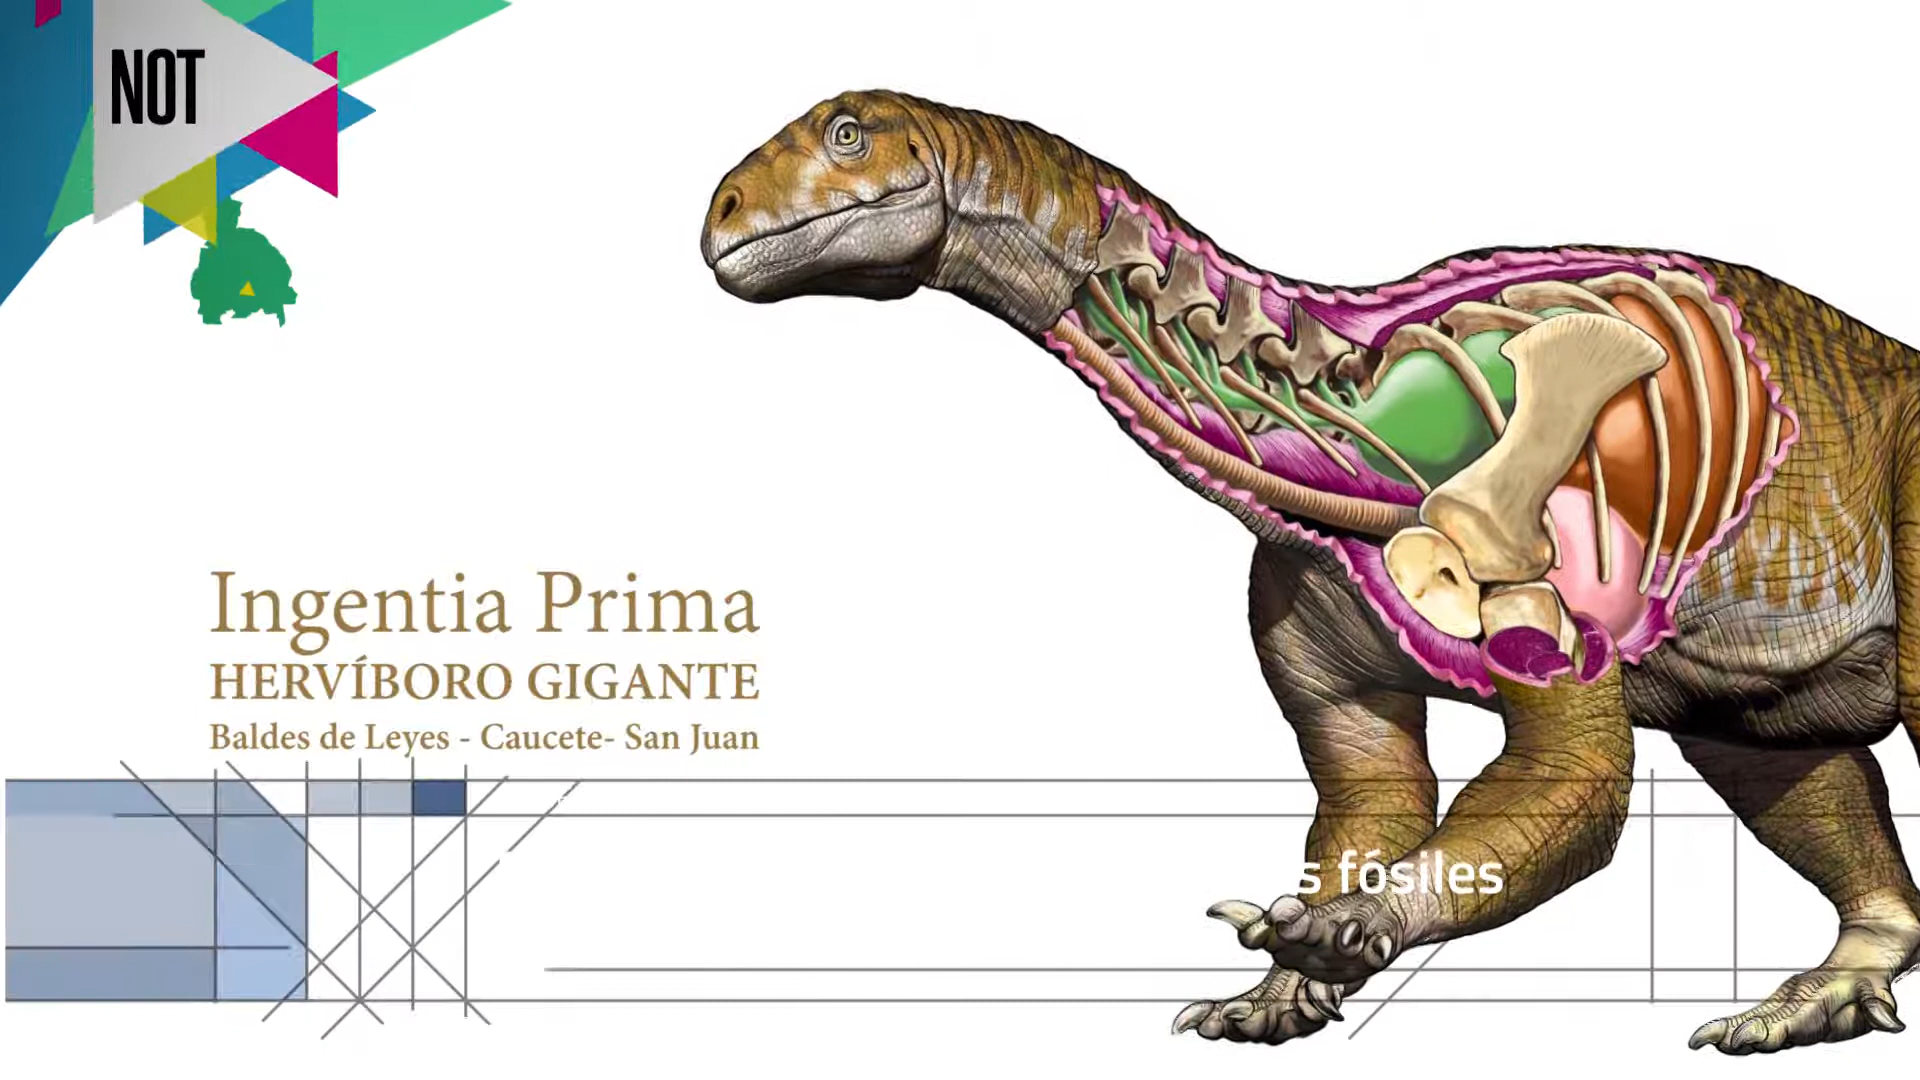 NOT
Ingentia Prima
HERVÍBORO GIGANTE
Baldes de Leyes - Caucete- San Juan
fósiles